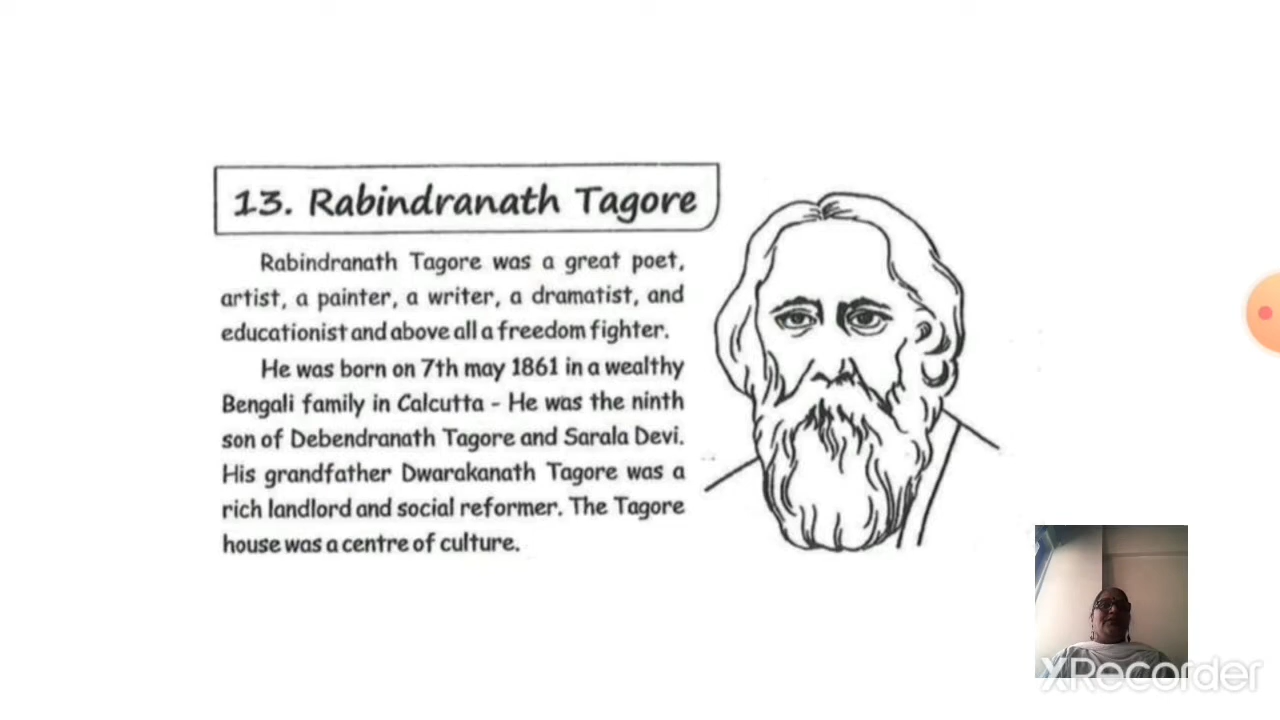 13. Rabindranath Tagore
Rabindranath Tagore was a great poet,
artist, a painter, a writer, a dramatist, and
educationist and above all a freedom fighter.
He was born on 7th may 1861 in a wealthy
Bengali family in Calcutta - He was the ninth
son of Debendranath Tagore and Sarala Devi.
His grandfather Dwarakanath Tagore was a
rich landlord and social reformer. The Tagore
house was a centre of culture.
XRecorder